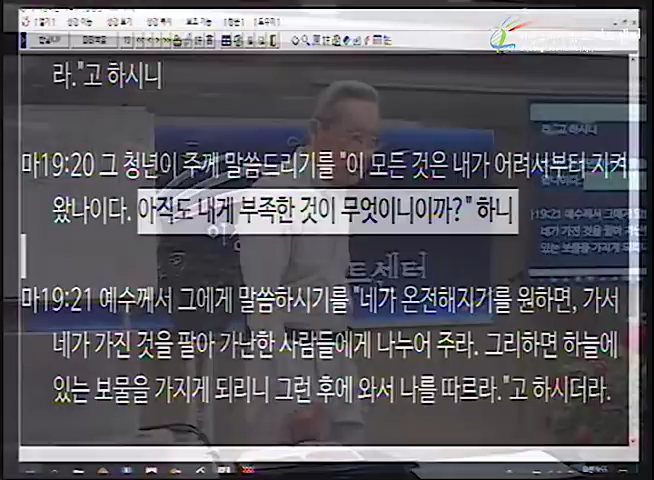 라."고 하시니
마19:20 그 청년이 주께 말씀드리기를 "이 모든 것은 내가 어려서부터 지켜
왔나이다. 아직도 내게 부족한 것이 무엇이니이까?" 하니
마19:21 예수께서 그에게 말씀하시기를 "네가 온전해지기를 원하면, 가서
네가 가진 것을 팔아 가난한 사람들에게 나누어 주라. 그리하면 하늘에
있는 보물을 가지게 되리니 그런 후에 와서 나를 따르라."고 하시더라.
트센터